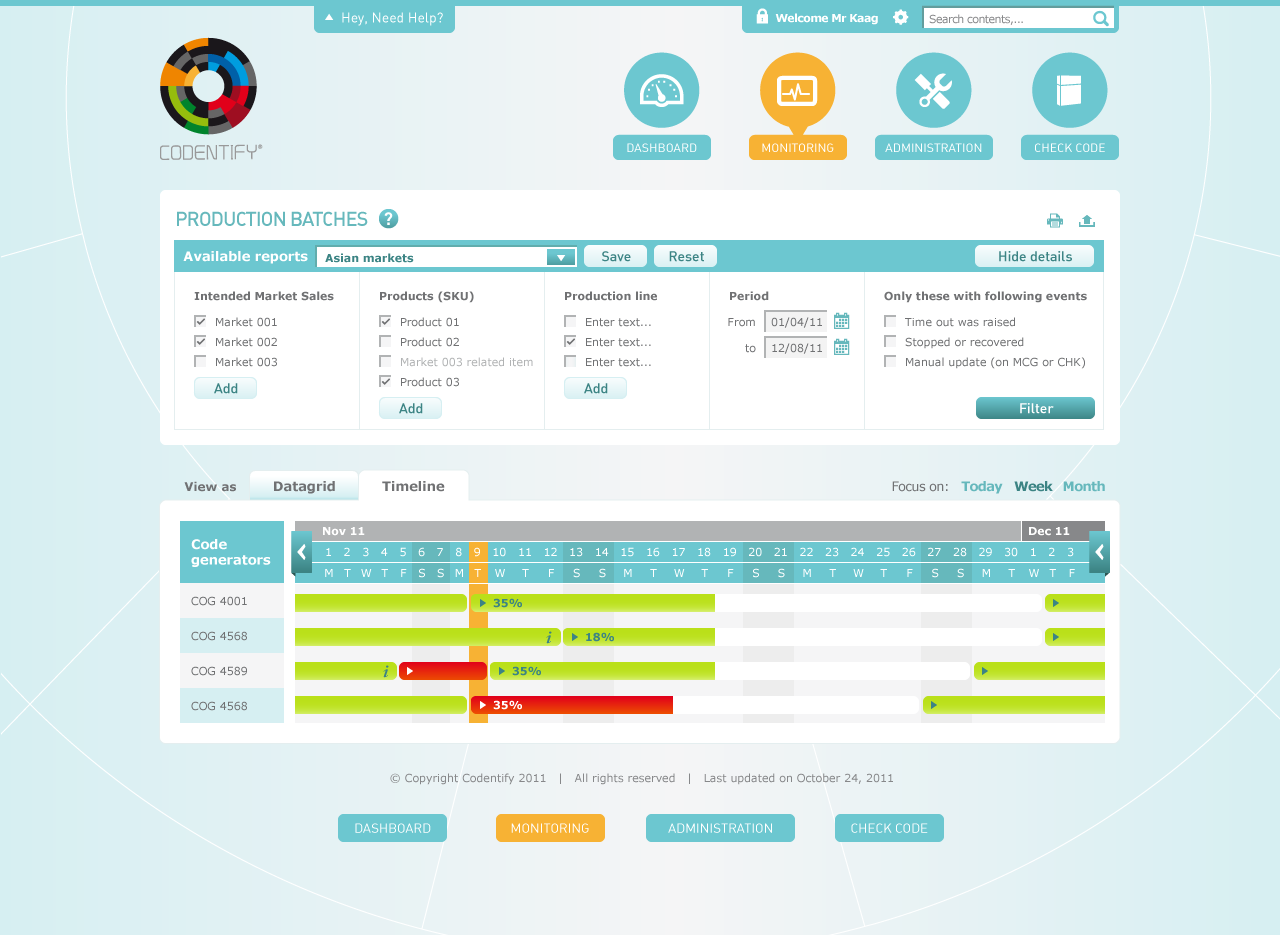 Hey, Need Help?
Welcome Mr Kaag
Search contents,...
CODENTIFY®
DASHBOARD
MONITORING
ADMINISTRATION
CHECK CODE
PRODUCTION BATCHES ?
Available reports
Asian markets
Save
Reset
Hide details
Intended Market Sales
Market 001
Market 002
Market 003
Add
Products (SKU)
Product 01
Product 02
Market 003 related item
Product 03
Add
Production line
Enter text...
Enter text...
Enter text...
Add
Period
From 01/04/11
to 12/08/11
Only these with following events
Time out was raised
Stopped or recovered
Manual update (on MCG or CHK)
Filter
View as
Datagrid
Timeline
Focus on: Today Week Month
Code
generators
Nov 11
Dec 11
1 2 3 4 5 6 7 8 9 10 11 12 13 14 15 16 17 18 19 20 21 22 23 24 25 26 27 28 29 30 1 2 3
M T W T F S S M T W T F S S M T W T F S S M T W T F S S M T W T F
COG 4001
35%
COG 4568
i
18%
COG 4589
i
35%
COG 4568
35%
© Copyright Codentify 2011 | All rights reserved | Last updated on October 24, 2011
DASHBOARD
MONITORING
ADMINISTRATION
CHECK CODE